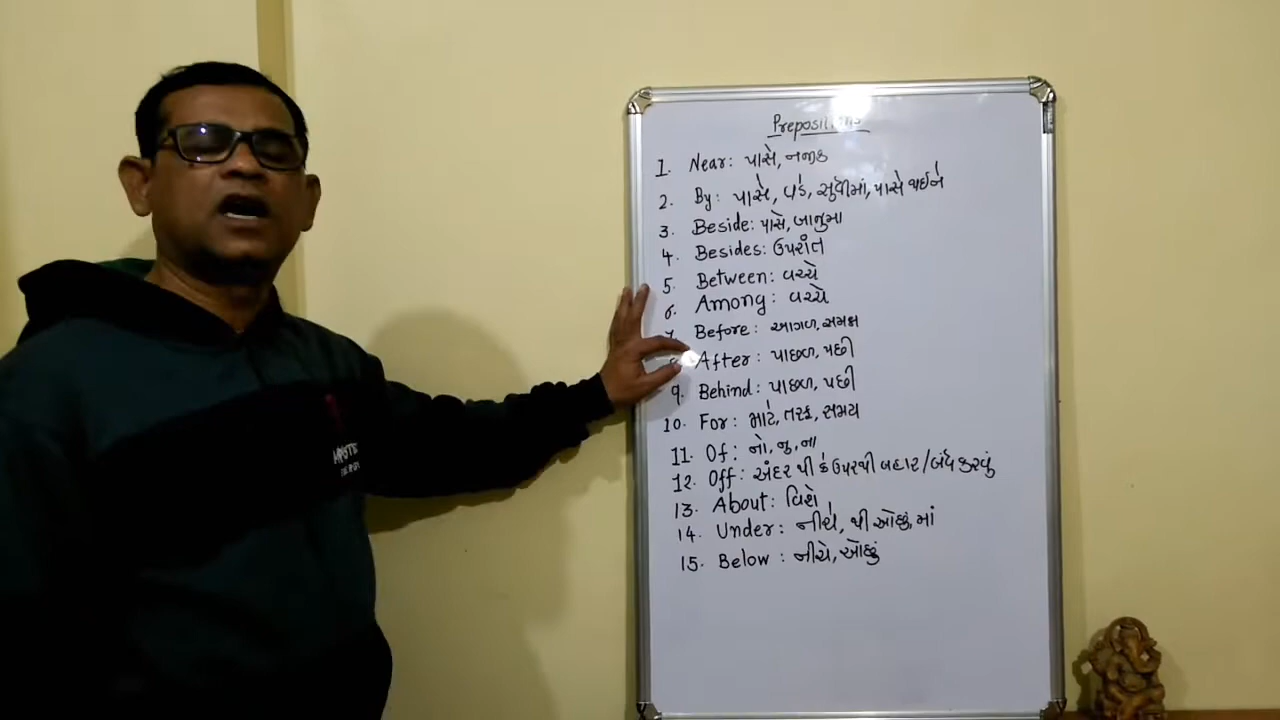 Prepositions
1. Near: પાસે, નજીક
2. By: પાસે, વડે, સુધીમાં, પાસે થઈને
3. Beside: પાસે, બાજુમા
4. Besides: ઉપરાંત
5. Between: વચ્ચે
6. Among: વચ્ચે
7. Before: આગળ, સમક્ષ
8. After: પાછળ, પછી
9. Behind: પાછળ, પછી
10. For: માટે, તરફ, સમય
11. Of: નો, નુ, ના
12. Off: અંદર થી કે ઉપરથી બહાર/બંધ કરવું
13. About: વિશે
14. Under: નીચે, થી ઓછું, માં
15. Below: નીચે, ઓછું